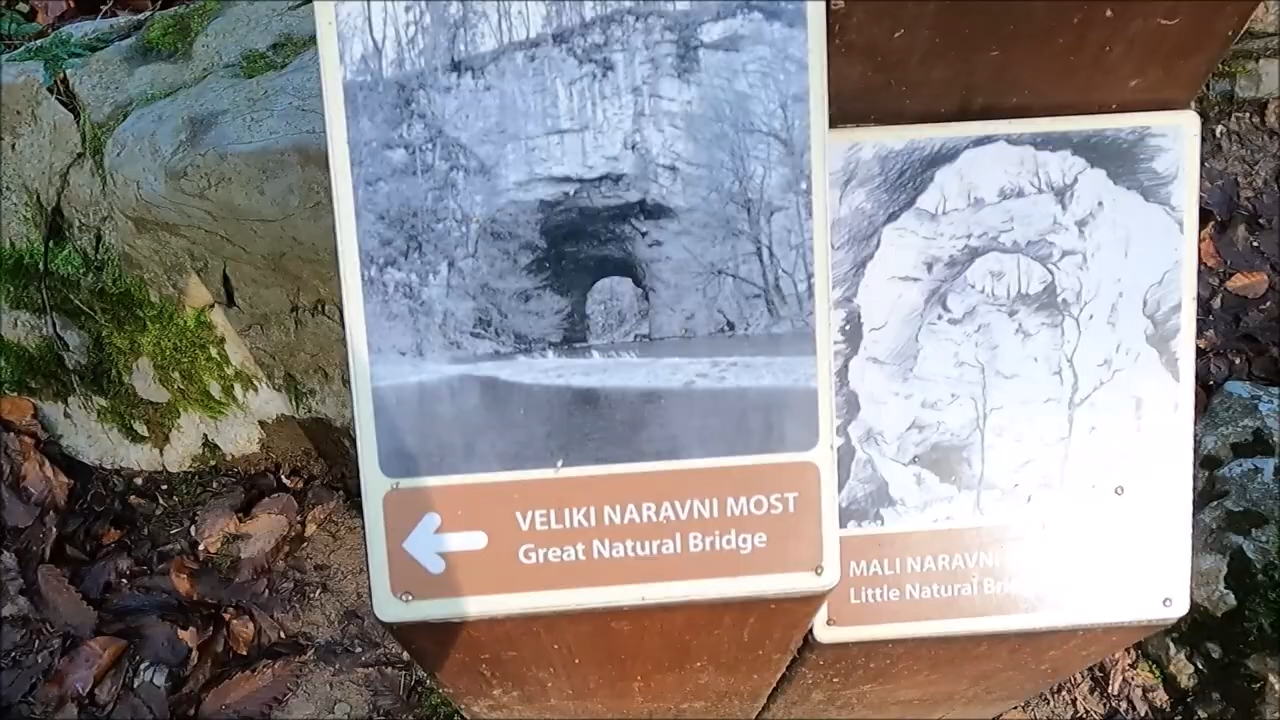 VELIKI NARAVNI MOST
Great Natural Bridge
MALI NARAVNI
Little Natural